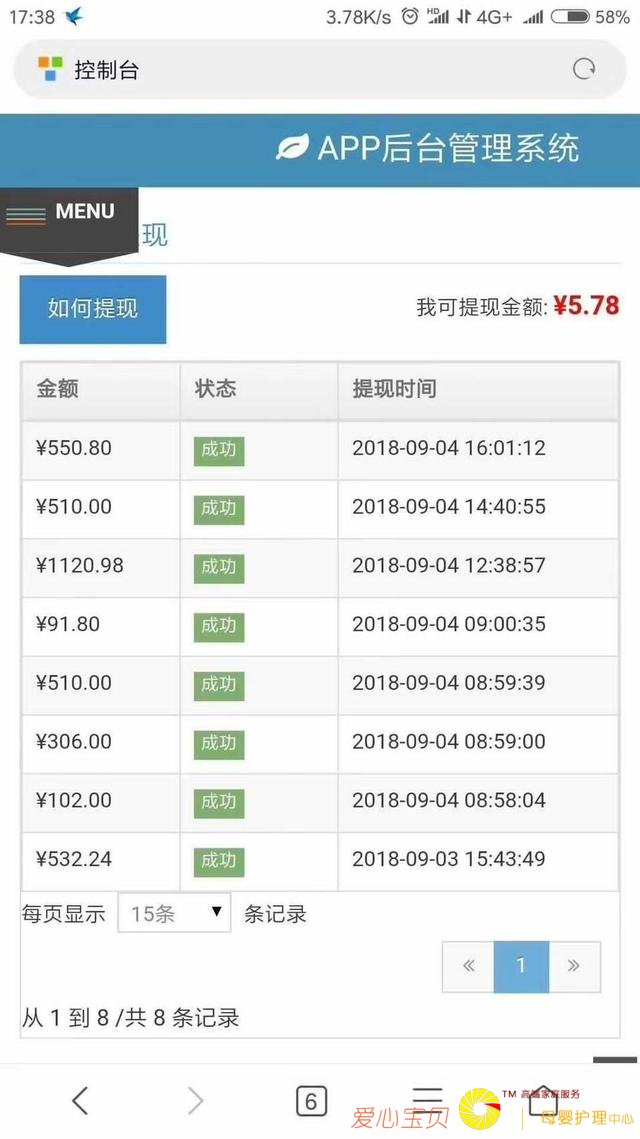 17:38 3.78K/s HD 4G+ 58%
控制台
APP后台管理系统
MENU
现
如何提现 我可提现金额: ¥5.78
金额 状态 提现时间
¥550.80 成功 2018-09-04 16:01:12
¥510.00 成功 2018-09-04 14:40:55
¥1120.98 成功 2018-09-04 12:38:57
¥91.80 成功 2018-09-04 09:00:35
¥510.00 成功 2018-09-04 08:59:39
¥306.00 成功 2018-09-04 08:59:00
¥102.00 成功 2018-09-04 08:58:04
¥532.24 成功 2018-09-03 15:43:49
每页显示 15条 条记录
« 1 »
从 1 到 8 /共 8 条记录
6
爱心宝贝 TM 高端家庭服务
母婴护理中心